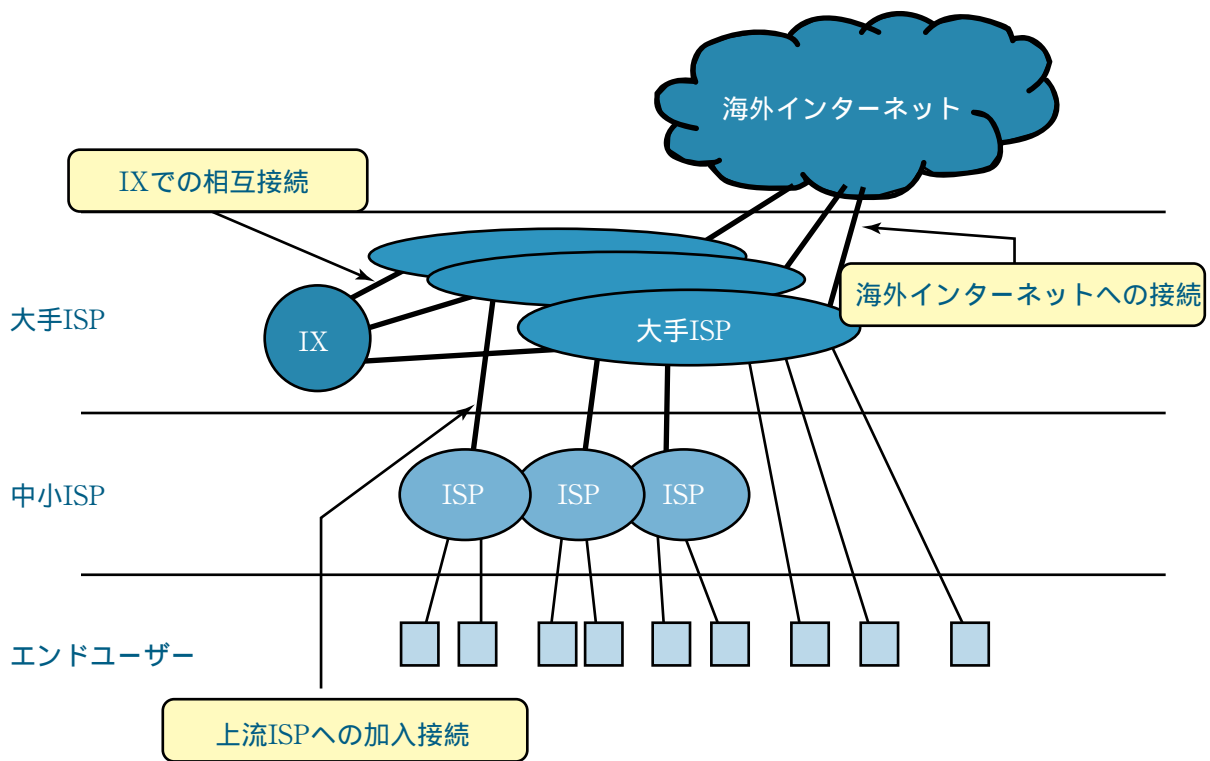 海外インターネット
IXでの相互接続
海外インターネットへの接続
大手ISP
大手ISP
IX
中小ISP
ISP
ISP
ISP
エンドユーザー
上流ISPへの加入接続